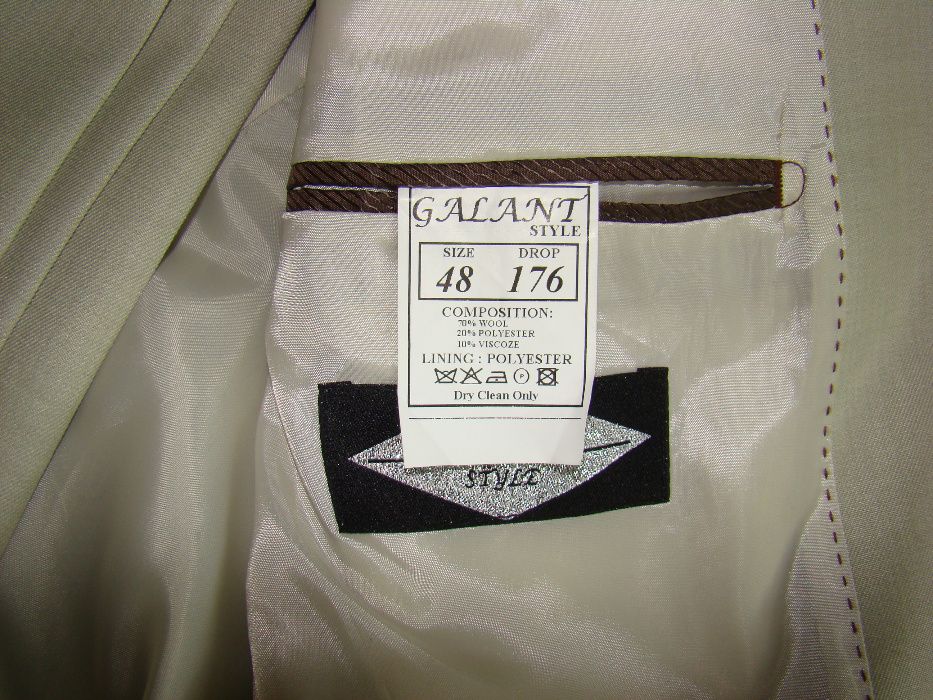 GALANT
STYLE
SIZE DROP
48 176
COMPOSITION:
70% WOOL
20% POLYESTER
10% VISCOZE
LINING : POLYESTER
P
Dry Clean Only
STYLE